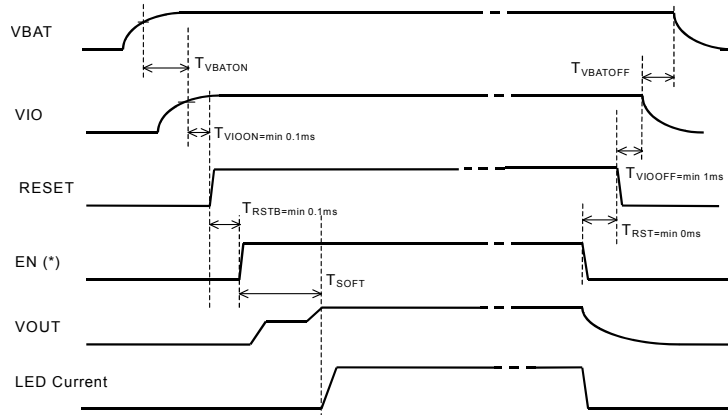 VBAT
TVBATON
TVBATOFF
VIO
TVIOON=min 0.1ms
TVIOOFF=min 1ms
RESET
TRSTB=min 0.1ms
TRST=min 0ms
EN (*)
TSOFT
VOUT
LED Current